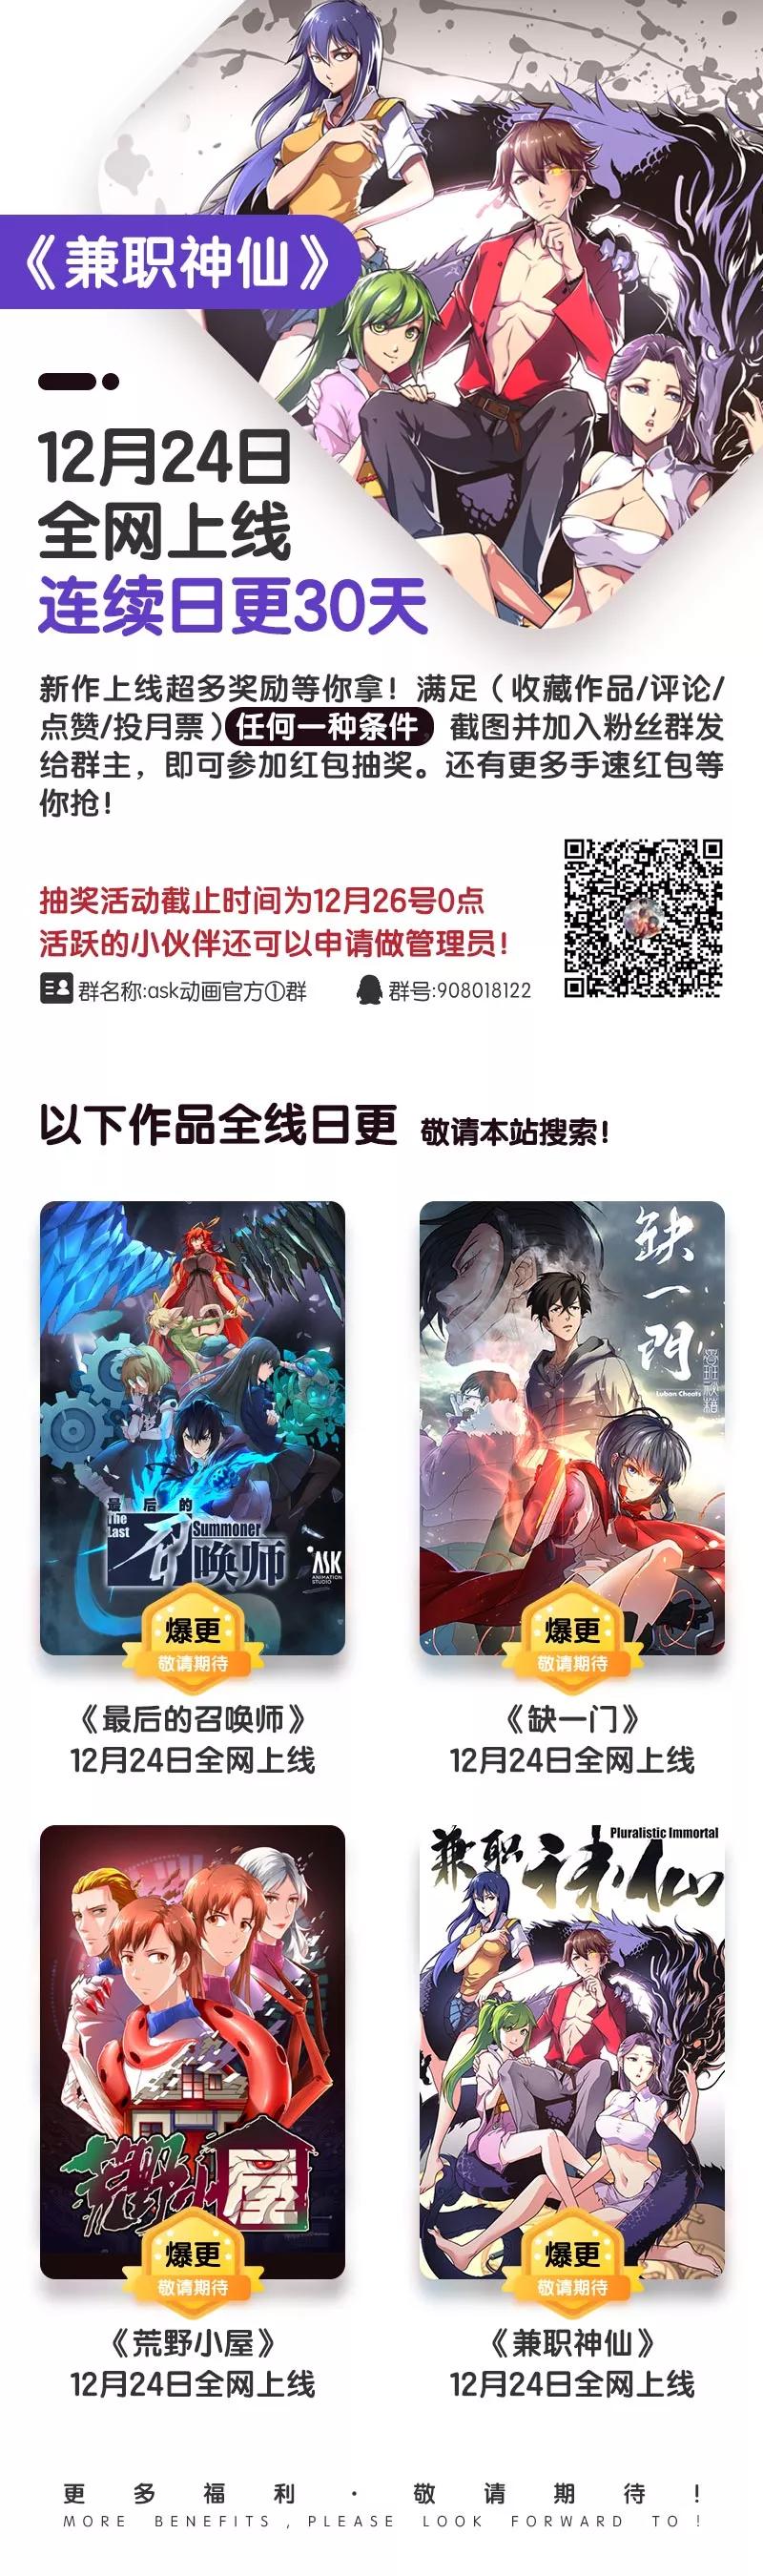 《兼职神仙》
12月24日
全网上线
连续日更30天
新作上线超多奖励等你拿！满足（收藏作品/评论/
点赞/投月票）任何一种条件，截图并加入粉丝群发
给群主，即可参加红包抽奖。还有更多手速红包等
你抢！
抽奖活动截止时间为12月26号0点
活跃的小伙伴还可以申请做管理员！
群名称:ask动画官方①群 群号:908018122
以下作品全线日更 敬请本站搜索！
最后的
The Last
召唤师
Summoner
ASK
ANIMATION STUDIO
爆更
敬请期待
《最后的召唤师》
12月24日全网上线
缺一門
Luban Cheats
爆更
敬请期待
《缺一门》
12月24日全网上线
荒野小屋
爆更
敬请期待
《荒野小屋》
12月24日全网上线
Pluralistic Immortal
兼职神仙
爆更
敬请期待
《兼职神仙》
12月24日全网上线
更多福利·敬请期待！
MORE BENEFITS , PLEASE LOOK FORWARD TO !